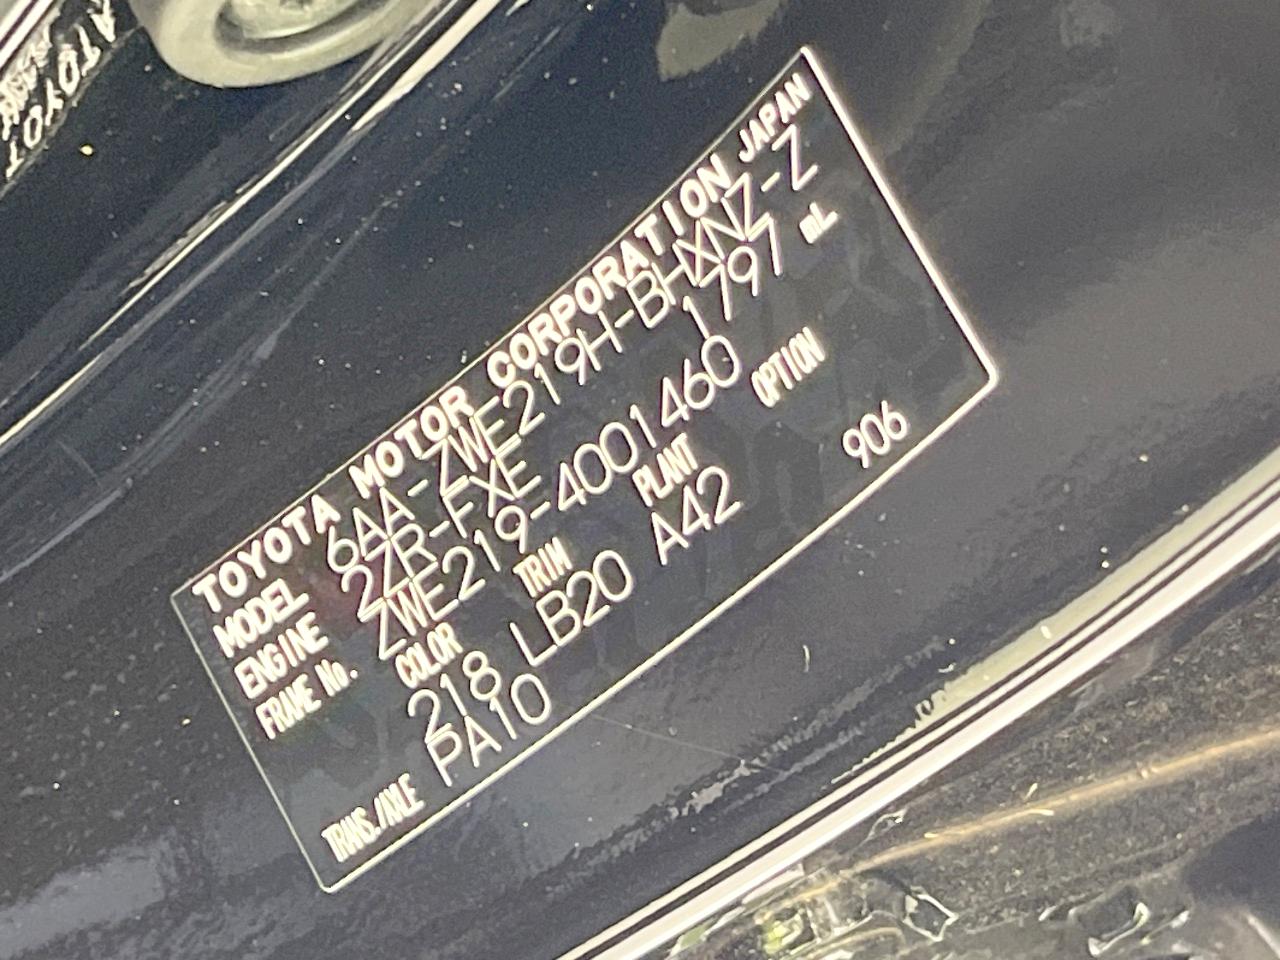 TOYOTA MOTOR CORPORATION JAPAN
MODEL 6AA-ZWE219H-BHXNZ-Z
ENGINE 2ZR-FXE 1797 mL
FRAME No. ZWE219-4001460
COLOR TRIM PLANT OPTION
218 LB20 A42 906
TRANS./AXLE PA10